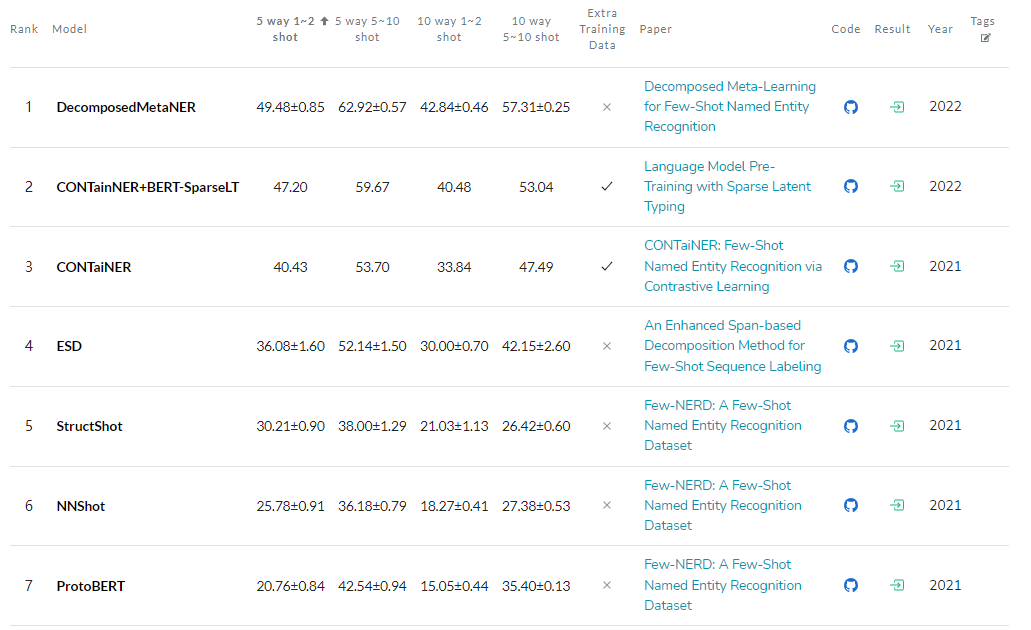 Rank Model 5 way 1~2 shot 5 way 5~10 shot 10 way 1~2 shot 10 way 5~10 shot Extra Training Data Paper Code Result Year Tags
1 DecomposedMetaNER 49.48±0.85 62.92±0.57 42.84±0.46 57.31±0.25 Decomposed Meta-Learning for Few-Shot Named Entity Recognition 2022
2 CONTainNER+BERT-SparseLT 47.20 59.67 40.48 53.04 Language Model Pre-Training with Sparse Latent Typing 2022
3 CONTaiNER 40.43 53.70 33.84 47.49 CONTaiNER: Few-Shot Named Entity Recognition via Contrastive Learning 2021
4 ESD 36.08±1.60 52.14±1.50 30.00±0.70 42.15±2.60 An Enhanced Span-based Decomposition Method for Few-Shot Sequence Labeling 2021
5 StructShot 30.21±0.90 38.00±1.29 21.03±1.13 26.42±0.60 Few-NERD: A Few-Shot Named Entity Recognition Dataset 2021
6 NNShot 25.78±0.91 36.18±0.79 18.27±0.41 27.38±0.53 Few-NERD: A Few-Shot Named Entity Recognition Dataset 2021
7 ProtoBERT 20.76±0.84 42.54±0.94 15.05±0.44 35.40±0.13 Few-NERD: A Few-Shot Named Entity Recognition Dataset 2021